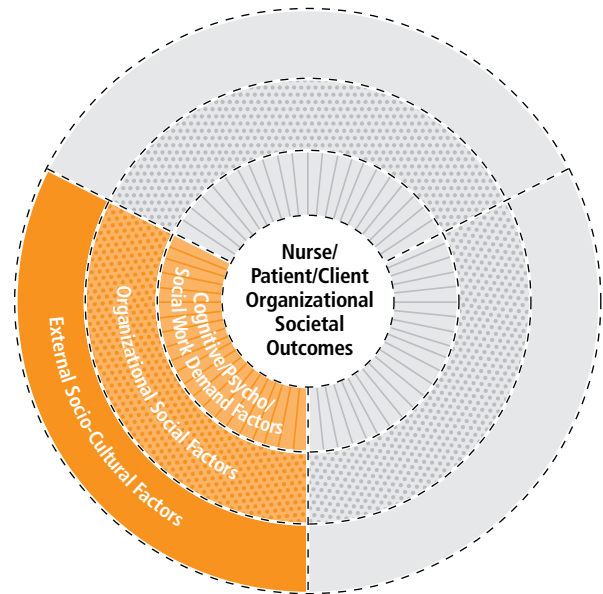 Nurse/
Patient/Client
Organizational
Societal
Outcomes
Cognitive/Psycho/
Social Work Demand Factors
Organizational Social Factors
External Socio-Cultural Factors